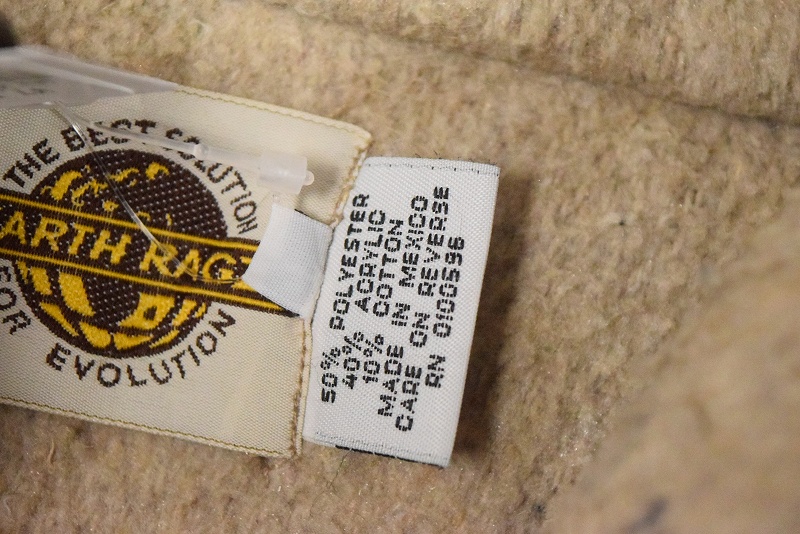 THE BEST SOLUTION
ARTH RAG
FOR EVOLUTION
50% POLYESTER
40% ACRYLIC
10% COTTON
MADE IN MEXICO
CARE ON REVERSE
RN 0100596